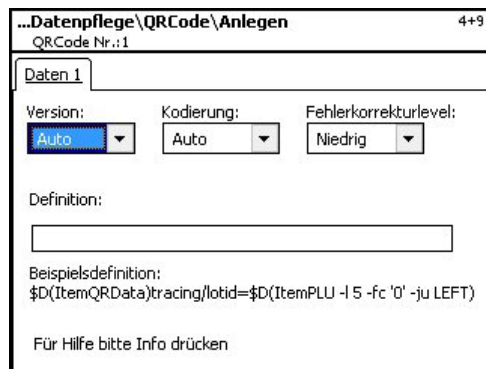 ...Datenpflege\QRCode\Anlegen 4+9
QRCode Nr.:1
Daten 1
Version: Kodierung: Fehlerkorrekturlevel:
Auto Auto Niedrig
Definition:
Beispielsdefinition:
$D(ItemQRData)tracing/lotid=$D(ItemPLU -l 5 -fc '0' -ju LEFT)
Für Hilfe bitte Info drücken